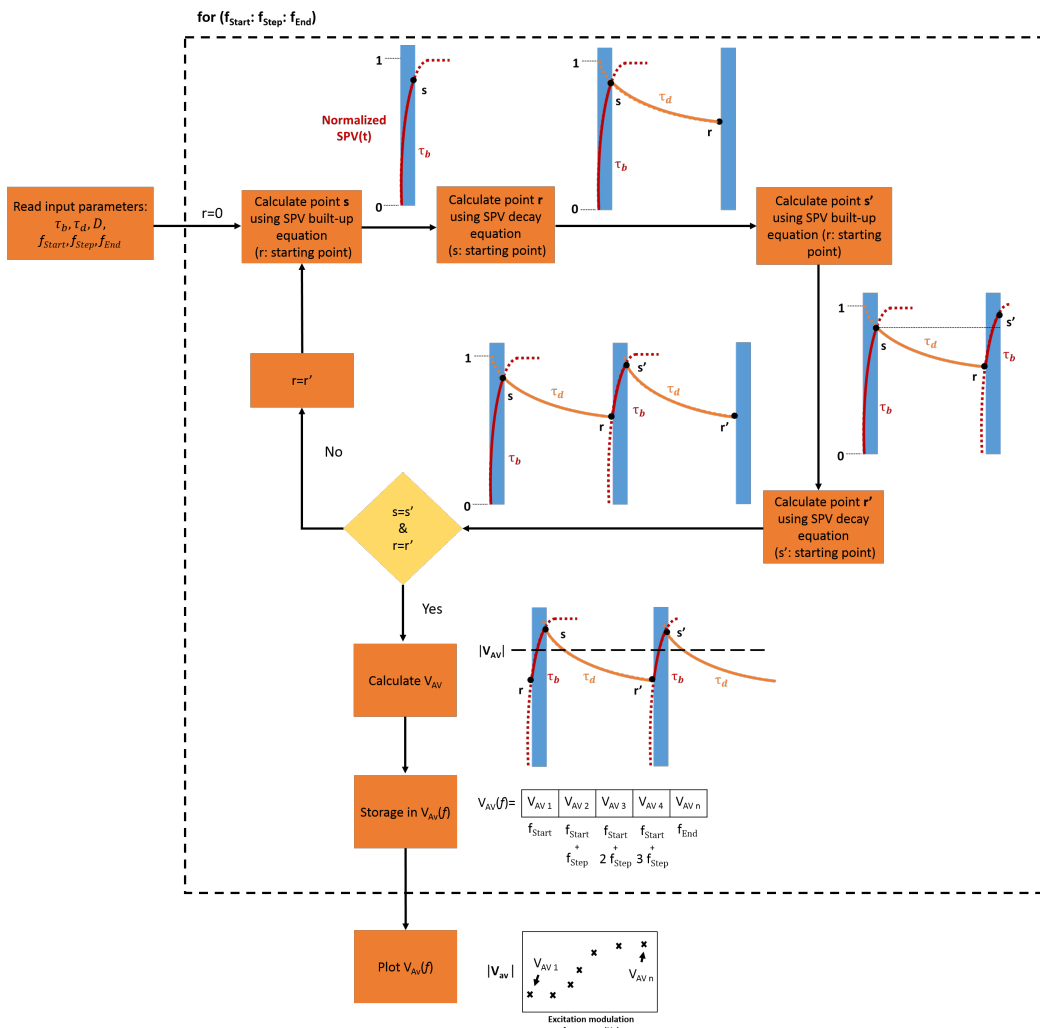 for (fStart: fStep: fEnd)
1
s
Normalized
SPV(t)
τb
0
1
s
τd
r
τb
0
Read input parameters:
τb, τd, D,
fStart, fStep, fEnd
r=0
Calculate point s
using SPV built-up
equation
(r: starting point)
Calculate point r
using SPV decay
equation
(s: starting point)
Calculate point s’
using SPV built-up
equation (r: starting
point)
1
s
s’
τd
τb
r
τb
0
r=r’
1
s
s’
τd
τb
τd
r
r’
τb
0
No
s=s’
&
r=r’
Calculate point r’
using SPV decay
equation
(s’: starting point)
Yes
Calculate VAV
|VAV|
s
s’
r
τb
τd
r’
τb
τd
Storage in VAv(f)
VAV(f)=
VAV 1
VAV 2
VAV 3
VAV 4
VAV n
fStart
fStart
+
fStep
fStart
+
2 fStep
fStart
+
3 fStep
fEnd
Plot VAv(f)
|Vav|
VAV 1
VAV n
Excitation modulation